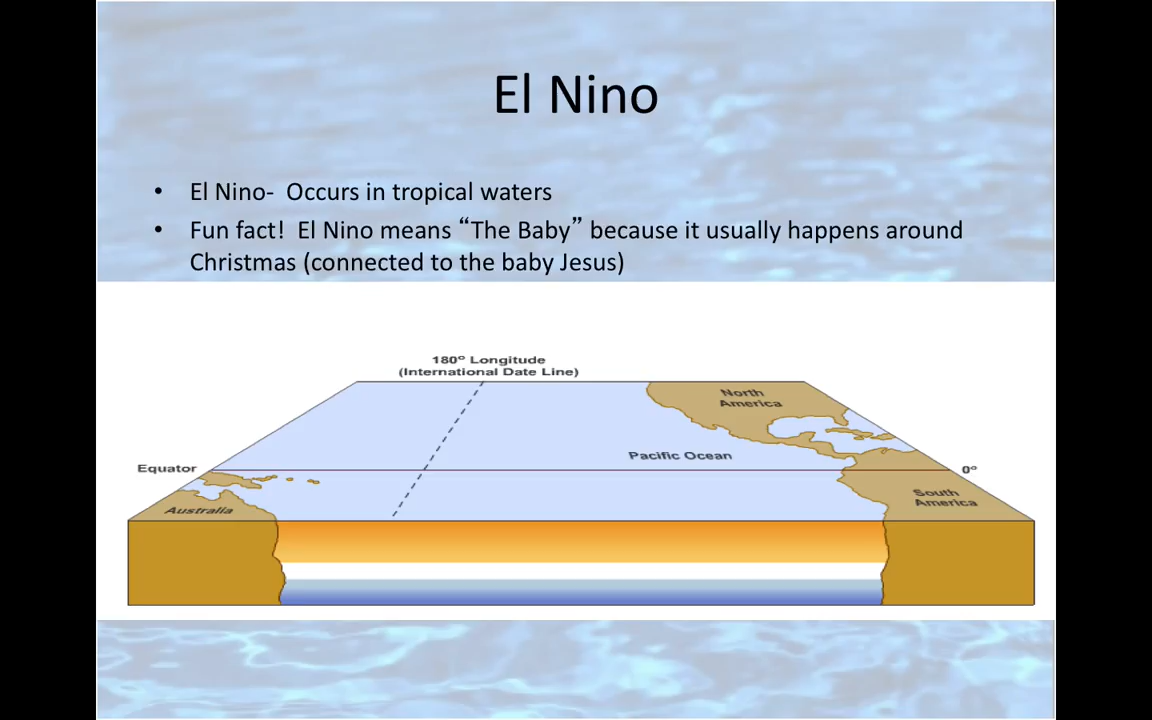 El Nino
• El Nino- Occurs in tropical waters
• Fun fact! El Nino means “The Baby” because it usually happens around
Christmas (connected to the baby Jesus)
180º Longitude
(International Date Line)
North
America
Pacific Ocean
Equator
0º
South
America
Australia